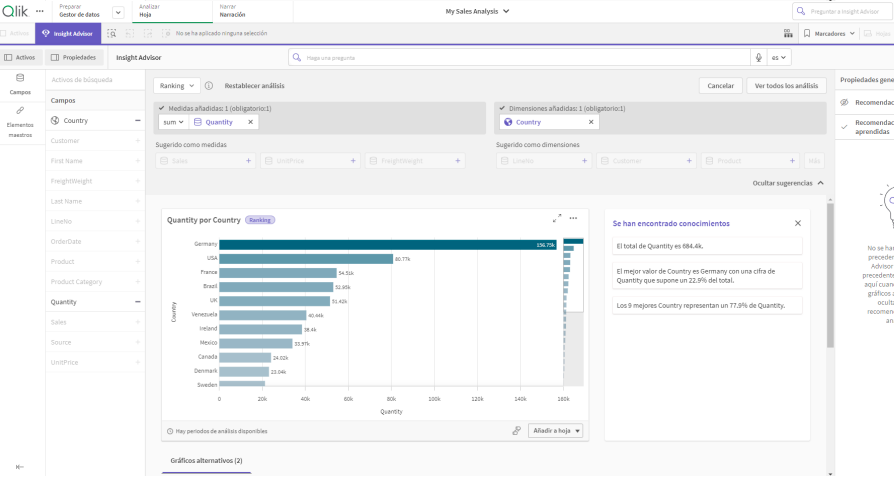 Qlik
Preparar
Gestor de datos
Analizar
Hoja
Narrar
Narración
My Sales Analysis
Preguntar a Insight Advisor
Activos
Insight Advisor
No se ha aplicado ninguna selección
Marcadores
Hojas
Activos
Propiedades
Insight Advisor
Haga una pregunta
es
Campos
Elementos
maestros
Activos de búsqueda
Campos
Country
Customer
First Name
FreightWeight
Last Name
LineNo
OrderDate
Product
Product Category
Quantity
Sales
Source
UnitPrice
Ranking
Restablecer análisis
Cancelar
Ver todos los análisis
Medidas añadidas: 1 (obligatorio:1)
sum
Quantity
Dimensiones añadidas: 1 (obligatorio:1)
Country
Sugerido como medidas
Sales
UnitPrice
FreightWeight
Sugerido como dimensiones
LineNo
Customer
Product
Más
Ocultar sugerencias
Quantity por Country
Ranking
Country
Germany 156.75k
USA 80.77k
France 54.51k
Brazil 52.95k
UK 51.42k
Venezuela 40.44k
Ireland 38.4k
Mexico 33.97k
Canada 24.02k
Denmark 23.04k
Sweden
0 20k 40k 60k 80k 100k 120k 140k 160k
Quantity
Hay periodos de análisis disponibles
Añadir a hoja
Se han encontrado conocimientos
El total de Quantity es 684.4k.
El mejor valor de Country es Germany con una cifra de
Quantity que supone un 22.9% del total.
Los 9 mejores Country representan un 77.9% de Quantity.
Gráficos alternativos (2)
Propiedades gene
Recomendac
Recomendac
aprendidas
No se han
preceden
Advisor
precedente
aquí cuand
gráficos a
oculta
recomend
an